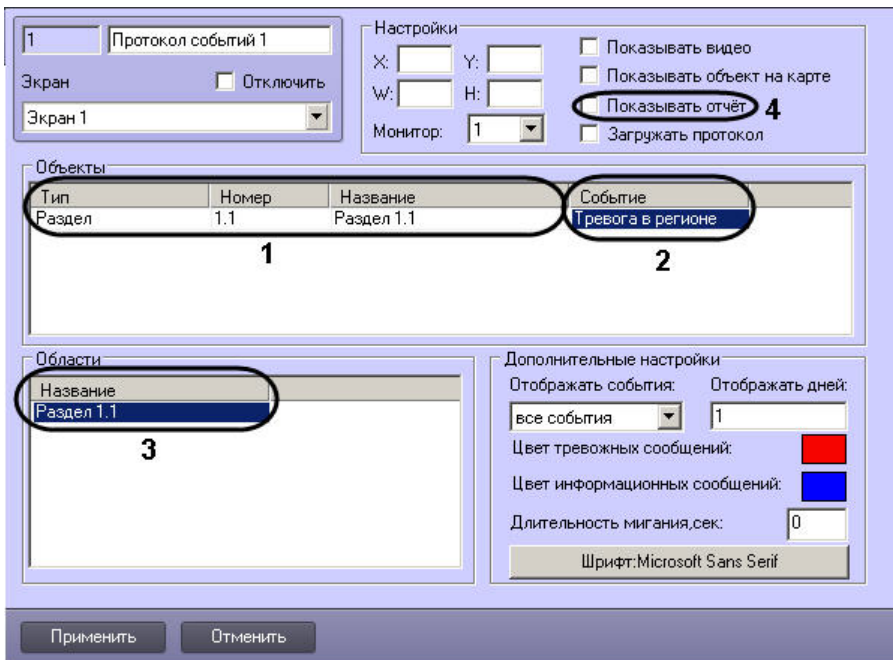 1
Протокол событий 1
Экран
Отключить
Экран 1
Настройки
X:
Y:
W:
H:
Монитор:
1
Показывать видео
Показывать объект на карте
Показывать отчёт
4
Загружать протокол
Объекты
Тип Номер Название Событие
Раздел 1.1 Раздел 1.1 Тревога в регионе
1
2
Области
Название
Раздел 1.1
3
Дополнительные настройки
Отображать события: Отображать дней:
все события 1
Цвет тревожных сообщений:
Цвет информационных сообщений:
Длительность мигания,сек: 0
Шрифт:Microsoft Sans Serif
Применить Отменить